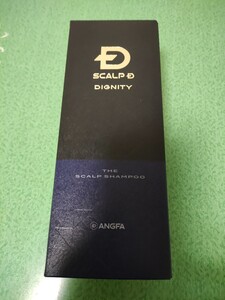 SCALP D
DIGNITY
THE
SCALP SHAMPOO
ANGFA